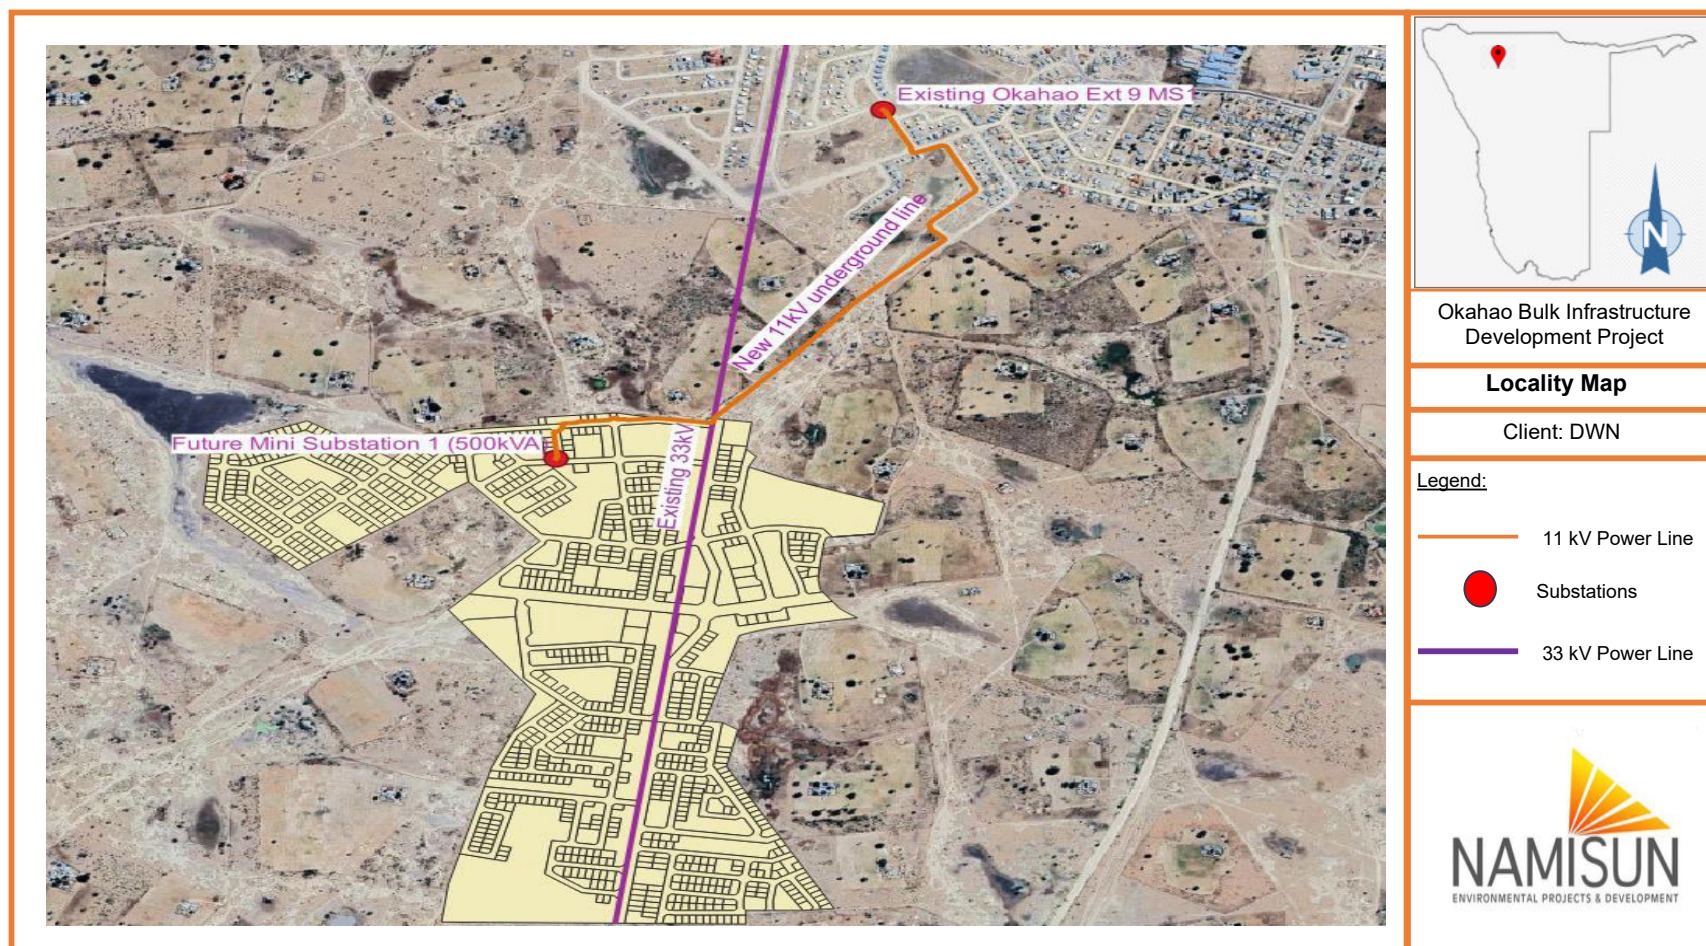 Existing Okahao Ext 9 MS1
New 11kV underground line
Future Mini Substation 1 (500kVA
Existing 33kV
N
Okahao Bulk Infrastructure
Development Project
Locality Map
Client: DWN
Legend:
11 kV Power Line
Substations
33 kV Power Line
NAMISUN
ENVIRONMENTAL PROJECTS & DEVELOPMENT